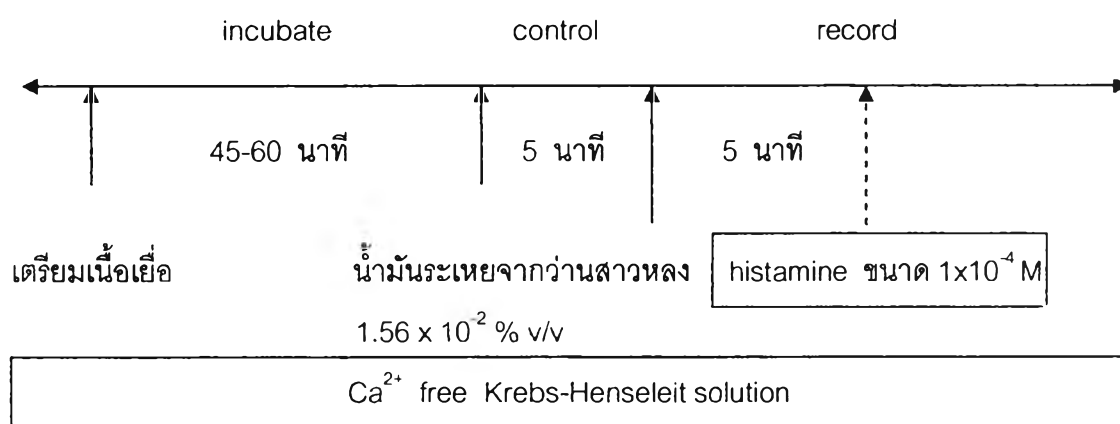 incubate control record
45-60 นาที 5 นาที 5 นาที
เตรียมเนื้อเยื่อ น้ำมันระเหยจากว่านสาวหลง histamine ขนาด 1x10⁻⁴ M
1.56 x 10⁻² % v/v
Ca²⁺ free Krebs-Henseleit solution